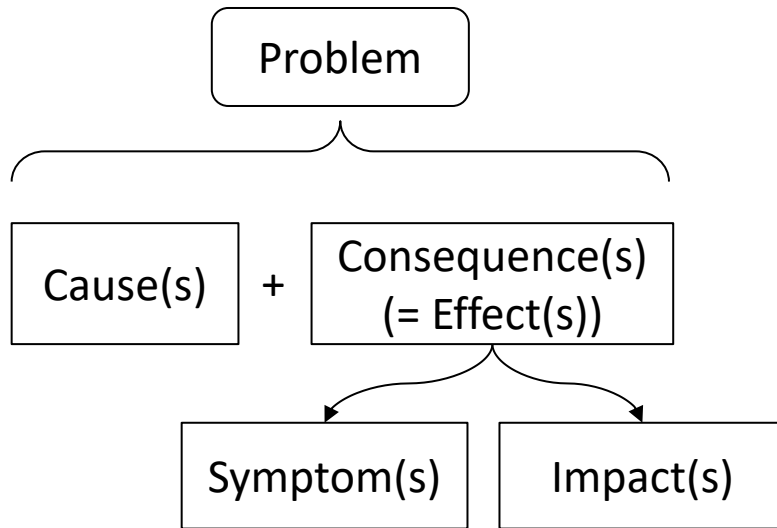 Problem
Cause(s)
+
Consequence(s)
(= Effect(s))
Symptom(s)
Impact(s)